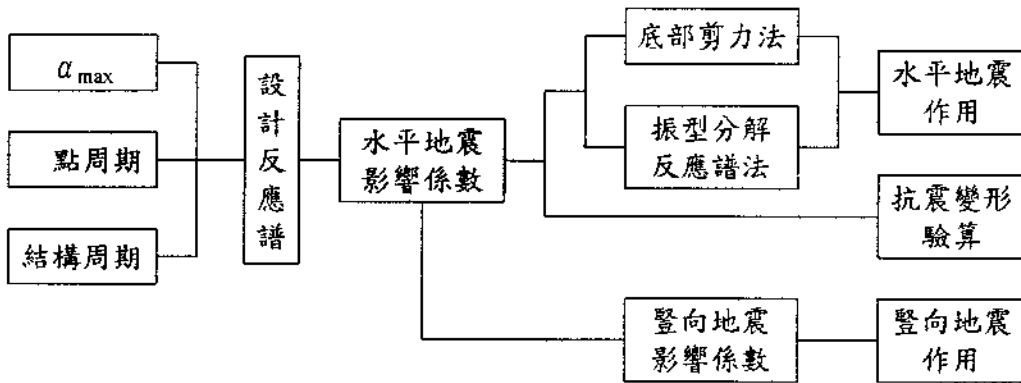 α max
點周期
結構周期
設計反應譜
水平地震
影響係數
底部剪力法
振型分解
反應譜法
水平地震
作用
抗震變形
驗算
豎向地震
影響係數
豎向地震
作用